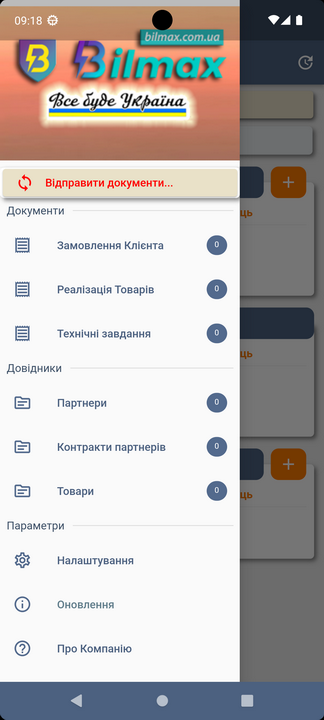 09:18
bilmax.com.ua
Bilmax
Все буде Україна
Відправити документи...
Документи
Замовлення Клієнта 0
Реалізація Товарів 0
Технічні завдання 0
Довідники
Партнери 0
Контракти партнерів 0
Товари 0
Параметри
Налаштування
Оновлення
Про Компанію